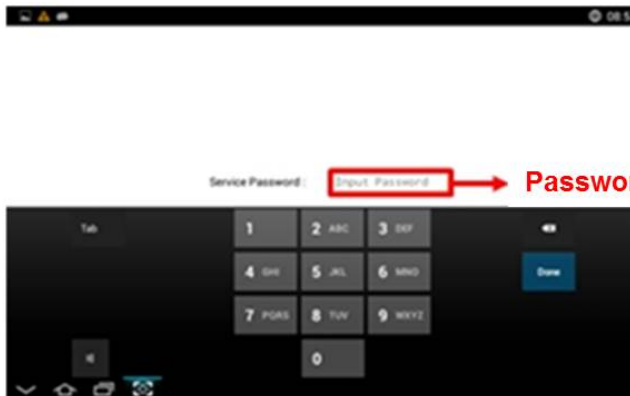 08:5
Service Password :
Input Password
Passwor
Tab
1
2 ABC
3 DEF
4 GHI
5 JKL
6 MNO
Done
7 PQRS
8 TUV
9 WXYZ
0